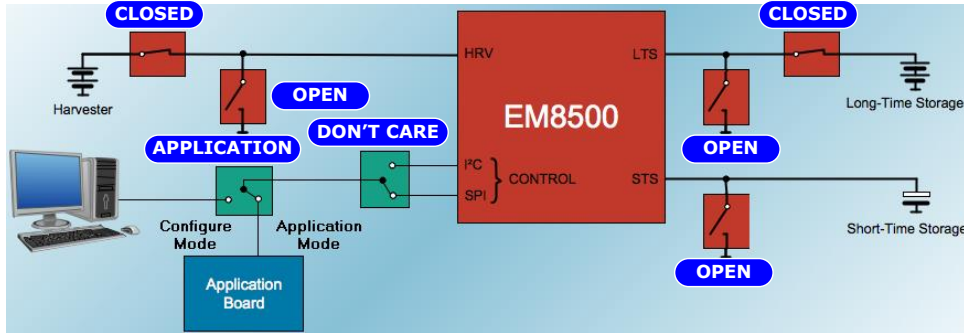 CLOSED
CLOSED
HRV
LTS
Harvester
OPEN
EM8500
Long-Time Storage
DON'T CARE
APPLICATION
OPEN
I²C
CONTROL
STS
SPI
Configure
Mode
Application
Mode
Short-Time Storage
OPEN
Application
Board